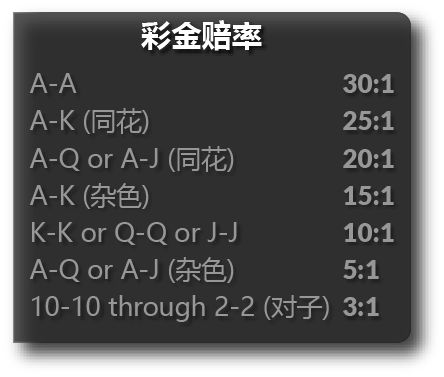 彩金赔率
A-A 30:1
A-K (同花) 25:1
A-Q or A-J (同花) 20:1
A-K (杂色) 15:1
K-K or Q-Q or J-J 10:1
A-Q or A-J (杂色) 5:1
10-10 through 2-2 (对子) 3:1